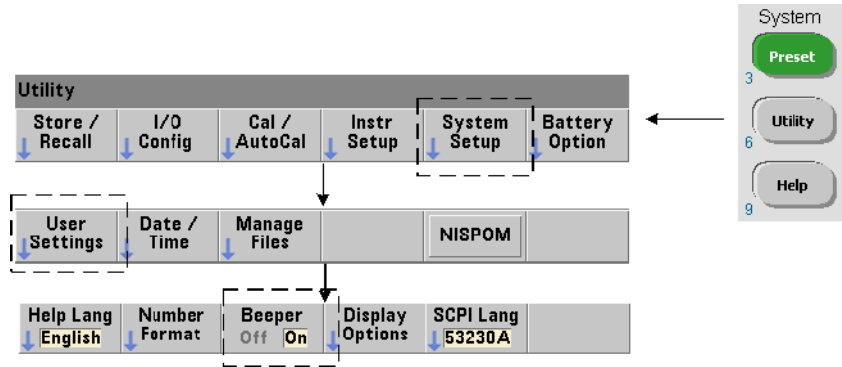 System
Preset
3
Utility
6
Help
9
Utility
Store / Recall
I/O Config
Cal / AutoCal
Instr Setup
System Setup
Battery Option
User Settings
Date / Time
Manage Files
NISPOM
Help Lang English
Number Format
Beeper Off On
Display Options
SCPI Lang 53230A